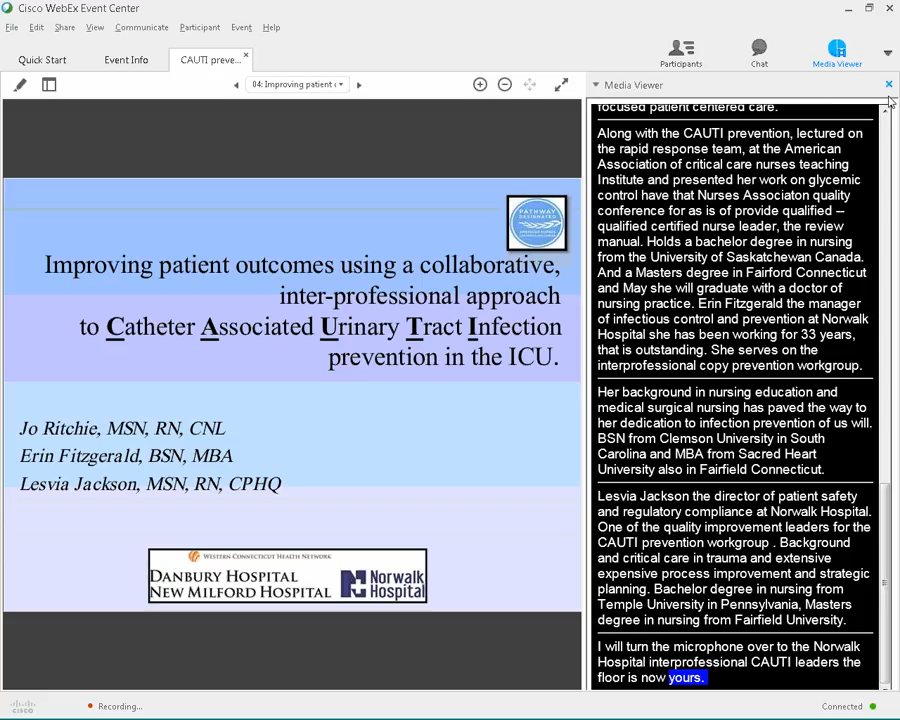 Cisco WebEx Event Center
File Edit Share View Communicate Participant Event Help
Quick Start Event Info CAUTI preve... Participants Chat Media Viewer
04: Improving patient
Media Viewer
PATHWAY
DESIGNATED
Improving patient outcomes using a collaborative,
inter-professional approach
to Catheter Associated Urinary Tract Infection
prevention in the ICU.
Jo Ritchie, MSN, RN, CNL
Erin Fitzgerald, BSN, MBA
Lesvia Jackson, MSN, RN, CPHQ
WESTERN CONNECTICUT HEALTH NETWORK
DANBURY HOSPITAL
NEW MILFORD HOSPITAL
Norwalk
Hospital
focused patient centered care.
Along with the CAUTI prevention, lectured on
the rapid response team, at the American
Association of critical care nurses teaching
Institute and presented her work on glycemic
control have that Nurses Associaton quality
conference for as is of provide qualified --
qualified certified nurse leader, the review
manual. Holds a bachelor degree in nursing
from the University of Saskatchewan Canada.
And a Masters degree in Fairford Connecticut
and May she will graduate with a doctor of
nursing practice. Erin Fitzgerald the manager
of infectious control and prevention at Norwalk
Hospital she has been working for 33 years,
that is outstanding. She serves on the
interprofessional copy prevention workgroup.
Her background in nursing education and
medical surgical nursing has paved the way to
her dedication to infection prevention of us will.
BSN from Clemson University in South
Carolina and MBA from Sacred Heart
University also in Fairfield Connecticut.
Lesvia Jackson the director of patient safety
and regulatory compliance at Norwalk Hospital.
One of the quality improvement leaders for the
CAUTI prevention workgroup . Background
and critical care in trauma and extensive
expensive process improvement and strategic
planning. Bachelor degree in nursing from
Temple University in Pennsylvania, Masters
degree in nursing from Fairfield University.
I will turn the microphone over to the Norwalk
Hospital interprofessional CAUTI leaders the
floor is now yours.
cisco Recording... Connected